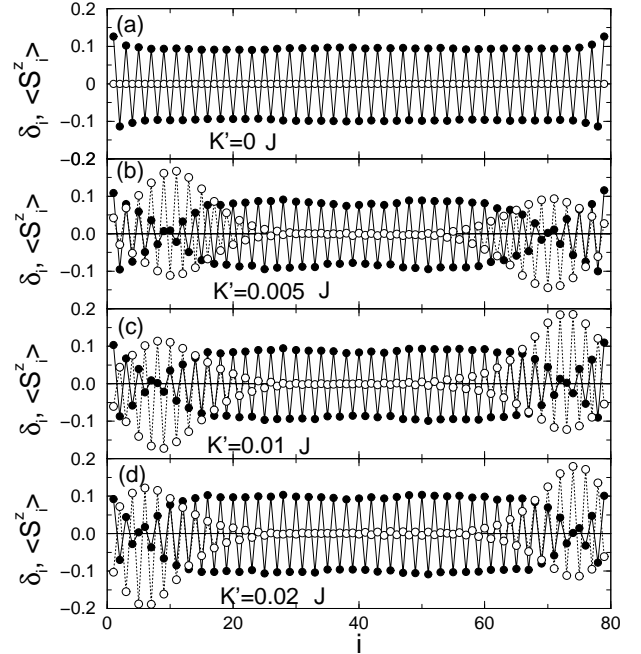 (a)
0.2
0.1
0
−0.1
−0.2
δi, <Sᶻi>
K'=0 J
(b)
0.2
0.1
0.0
−0.1
δi, <Sᶻi>
K'=0.005 J
(c)
0.2
0.1
0.0
−0.1
δi, <Sᶻi>
K'=0.01 J
(d)
0.2
0.1
0.0
−0.1
−0.2
δi, <Sᶻi>
K'=0.02 J
0 20 40 60 80
i